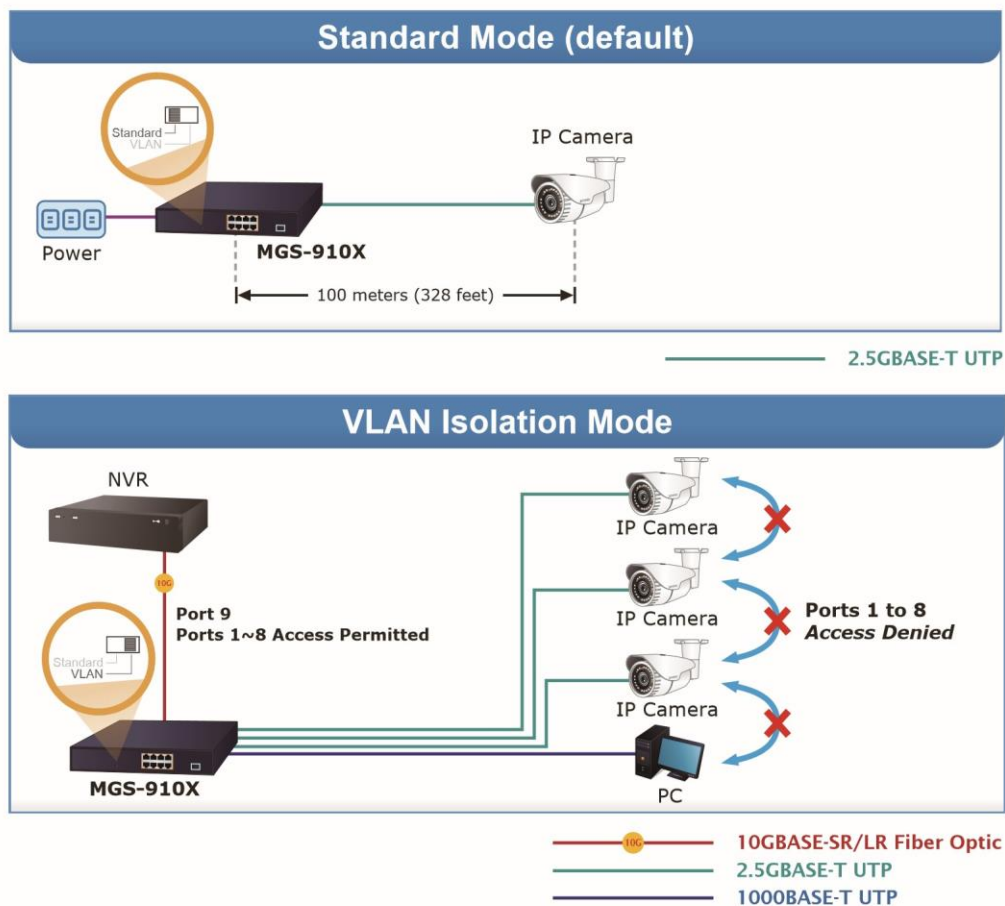 Standard Mode (default)
Standard
VLAN
IP Camera
Power
MGS-910X
100 meters (328 feet)
2.5GBASE-T UTP
VLAN Isolation Mode
NVR
IP Camera
10G
Port 9
Ports 1~8 Access Permitted
IP Camera
Ports 1 to 8
Access Denied
Standard
VLAN
IP Camera
MGS-910X
PC
10G
10GBASE-SR/LR Fiber Optic
2.5GBASE-T UTP
1000BASE-T UTP